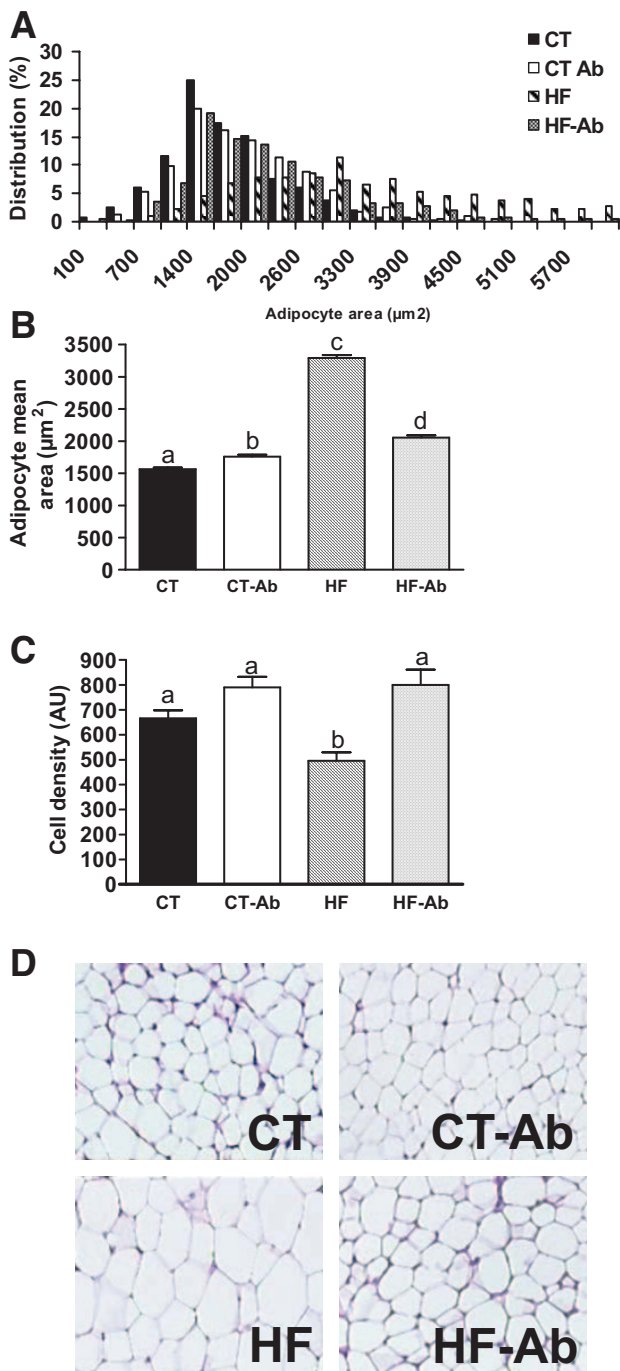 A
CT
CT Ab
HF
HF-Ab
Distribution (%)
30
25
20
15
10
5
0
100
700
1400
2000
2600
3300
3900
4500
5100
5700
Adipocyte area (µm2)
B
Adipocyte mean
area (µm²)
3500
3000
2500
2000
1500
1000
500
0
a
b
c
d
CT
CT-Ab
HF
HF-Ab
C
Cell density (AU)
900
800
700
600
500
400
300
200
100
0
a
a
b
a
CT
CT-Ab
HF
HF-Ab
D
CT
CT-Ab
HF
HF-Ab